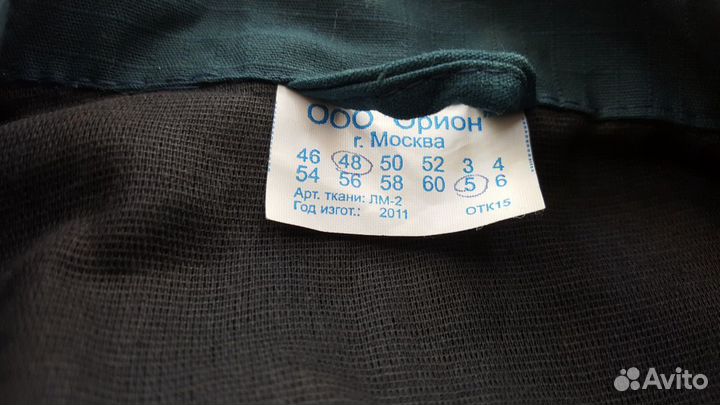 ООО "Орион"
г. Москва
46 48 50 52 3 4
54 56 58 60 5 6
Арт. ткани: ЛМ-2
Год изгот.: 2011
ОТК15
Avito